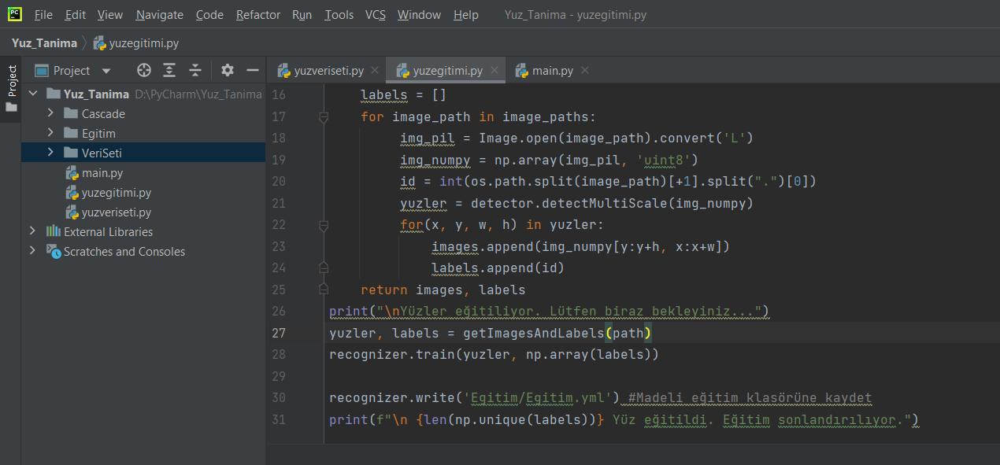 PC File Edit View Navigate Code Refactor Run Tools VCS Window Help Yuz_Tanima - yuzegitimi.py
Yuz_Tanima yuzegitimi.py
Project
Project
yuzveriseti.py yuzegitimi.py main.py
Yuz_Tanima D:\PyCharm\Yuz_Tanima
Cascade
Egitim
VeriSeti
main.py
yuzegitimi.py
yuzveriseti.py
External Libraries
Scratches and Consoles
16 labels = []
17 for image_path in image_paths:
18 img_pil = Image.open(image_path).convert('L')
19 img_numpy = np.array(img_pil, 'uint8')
20 id = int(os.path.split(image_path)[+1].split(".")[0])
21 yuzler = detector.detectMultiScale(img_numpy)
22 for(x, y, w, h) in yuzler:
23 images.append(img_numpy[y:y+h, x:x+w])
24 labels.append(id)
25 return images, labels
26 print("\nYüzler eğitiliyor. Lütfen biraz bekleyiniz...")
27 yuzler, labels = getImagesAndLabels(path)
28 recognizer.train(yuzler, np.array(labels))
29
30 recognizer.write('Egitim/Egitim.yml') #Madeli eğitim klasörüne kaydet
31 print(f"\n {len(np.unique(labels))} Yüz eğitildi. Eğitim sonlandırılıyor.")